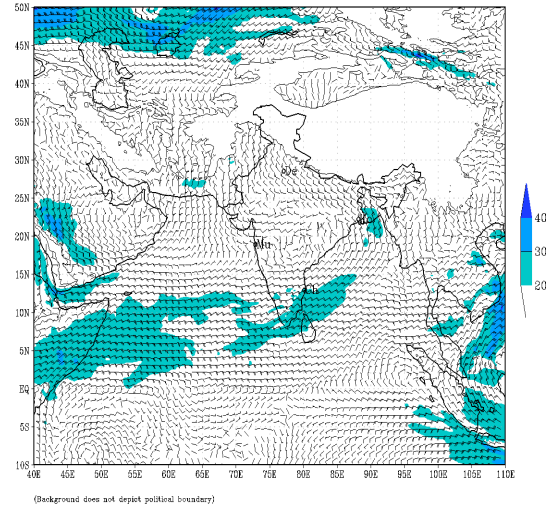 50N
45N
40N
35N
30N
25N
20N
15N
10N
5N
EQ
5S
10S
40E 45E 50E 55E 60E 65E 70E 75E 80E 85E 90E 95E 100E 105E 110E
De
Mu
Ch
40
30
20
(Background does not depict political boundary)